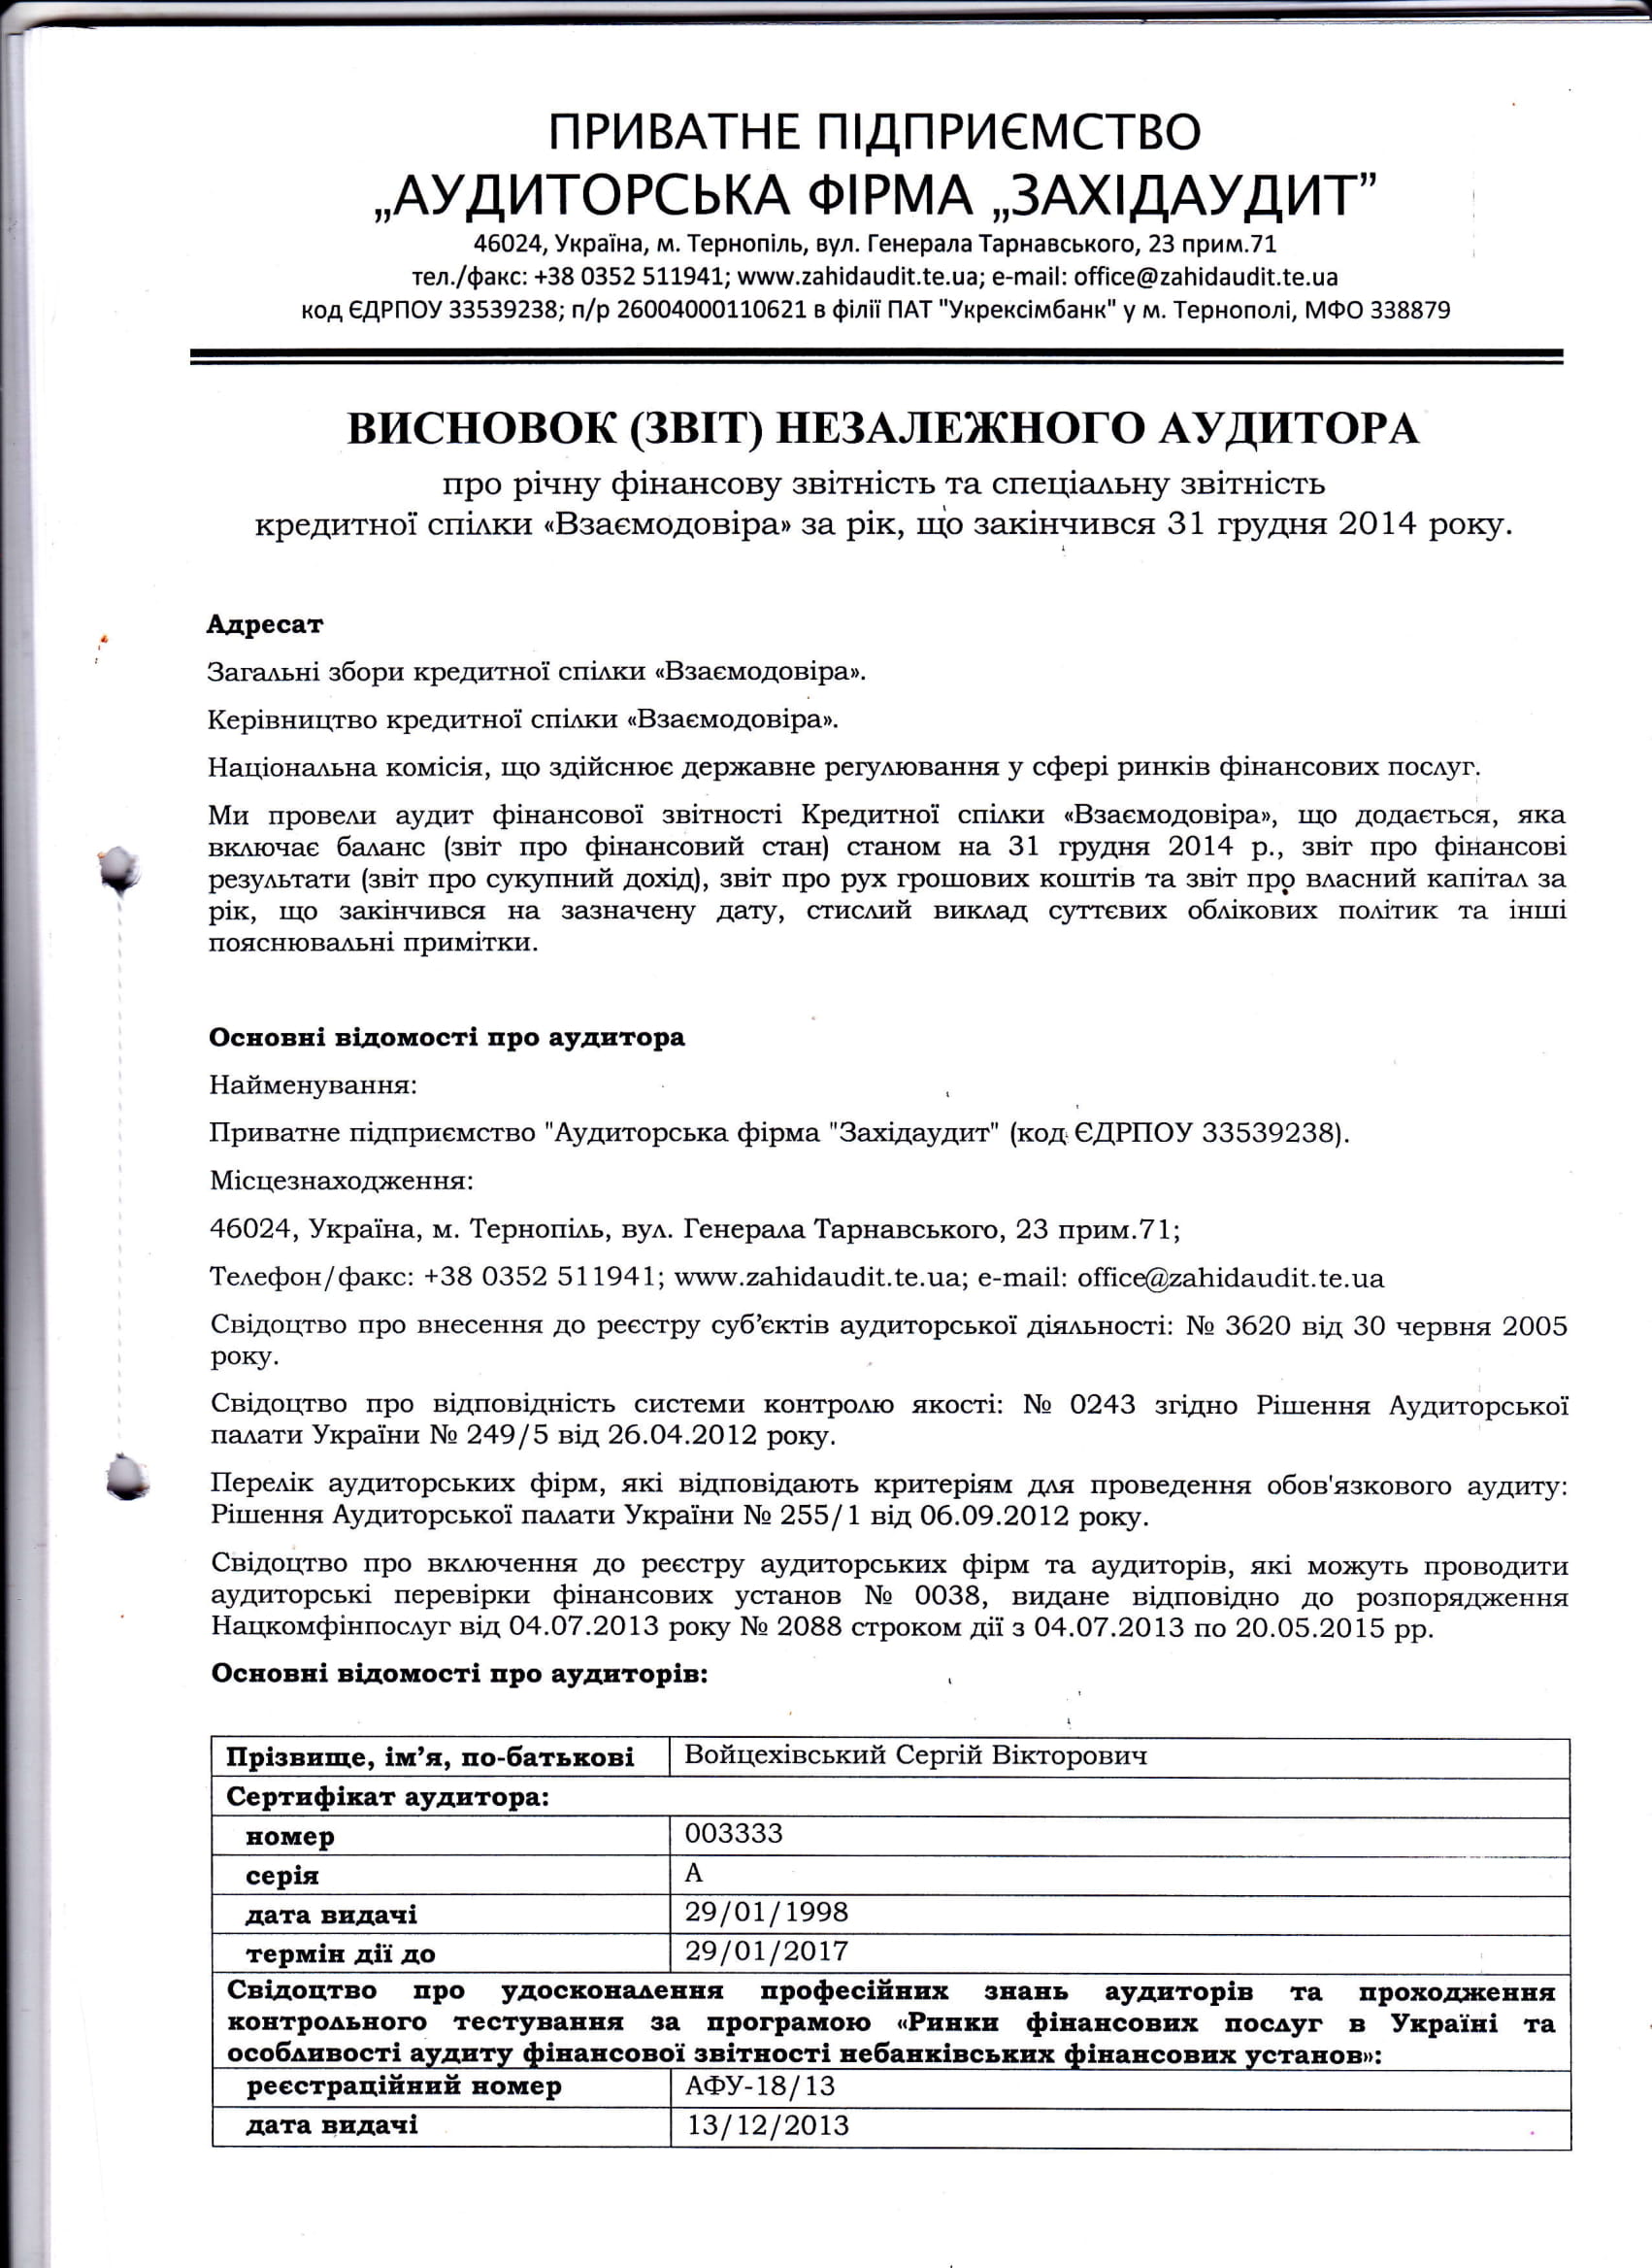 ПРИВАТНЕ ПІДПРИЄМСТВО
„АУДИТОРСЬКА ФІРМА „ЗАХІДАУДИТ”
46024, Україна, м. Тернопіль, вул. Генерала Тарнавського, 23 прим.71
тел./факс: +38 0352 511941; www.zahidaudit.te.ua; e-mail: office@zahidaudit.te.ua
код ЄДРПОУ 33539238; п/р 26004000110621 в філії ПАТ "Укрексімбанк" у м. Тернополі, МФО 338879
ВИСНОВОК (ЗВІТ) НЕЗАЛЕЖНОГО АУДИТОРА
про річну фінансову звітність та спеціальну звітність
кредитної спілки «Взаємодовіра» за рік, що закінчився 31 грудня 2014 року.
Адресат
Загальні збори кредитної спілки «Взаємодовіра».
Керівництво кредитної спілки «Взаємодовіра».
Національна комісія, що здійснює державне регулювання у сфері ринків фінансових послуг.
Ми провели аудит фінансової звітності Кредитної спілки «Взаємодовіра», що додається, яка
включає баланс (звіт про фінансовий стан) станом на 31 грудня 2014 р., звіт про фінансові
результати (звіт про сукупний дохід), звіт про рух грошових коштів та звіт про власний капітал за
рік, що закінчився на зазначену дату, стислий виклад суттєвих облікових політик та інші
пояснювальні примітки.
Основні відомості про аудитора
Найменування:
Приватне підприємство "Аудиторська фірма "Західаудит" (код ЄДРПОУ 33539238).
Місцезнаходження:
46024, Україна, м. Тернопіль, вул. Генерала Тарнавського, 23 прим.71;
Телефон/факс: +38 0352 511941; www.zahidaudit.te.ua; e-mail: office@zahidaudit.te.ua
Свідоцтво про внесення до реєстру суб’єктів аудиторської діяльності: № 3620 від 30 червня 2005
року.
Свідоцтво про відповідність системи контролю якості: № 0243 згідно Рішення Аудиторської
палати України № 249/5 від 26.04.2012 року.
Перелік аудиторських фірм, які відповідають критеріям для проведення обов'язкового аудиту:
Рішення Аудиторської палати України № 255/1 від 06.09.2012 року.
Свідоцтво про включення до реєстру аудиторських фірм та аудиторів, які можуть проводити
аудиторські перевірки фінансових установ № 0038, видане відповідно до розпорядження
Нацкомфінпослуг від 04.07.2013 року № 2088 строком дії з 04.07.2013 по 20.05.2015 рр.
Основні відомості про аудиторів:
Прізвище, ім’я, по-батькові Войцехівський Сергій Вікторович
Сертифікат аудитора:
номер 003333
серія А
дата видачі 29/01/1998
термін дії до 29/01/2017
Свідоцтво про удосконалення професійних знань аудиторів та проходження
контрольного тестування за програмою «Ринки фінансових послуг в Україні та
особливості аудиту фінансової звітності небанківських фінансових установ»:
реєстраційний номер АФУ-18/13
дата видачі 13/12/2013